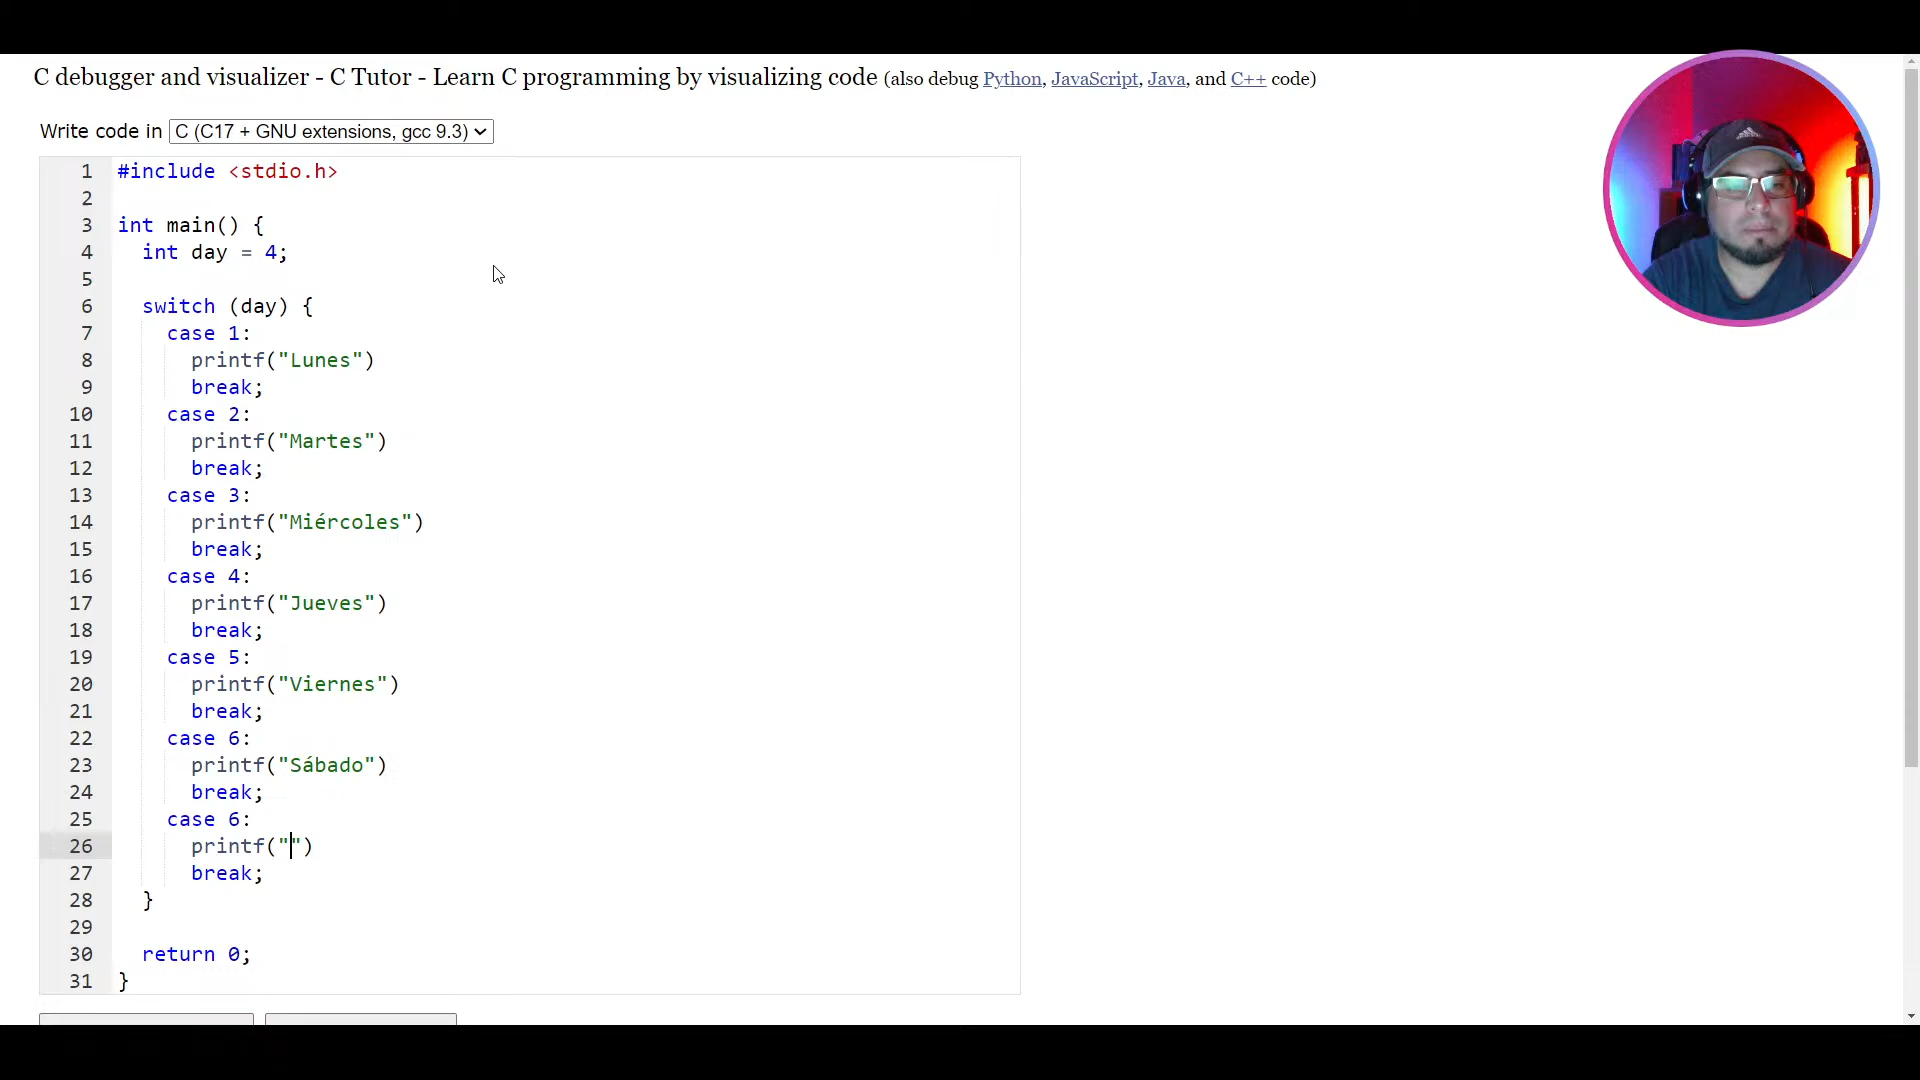 C debugger and visualizer - C Tutor - Learn C programming by visualizing code (also debug Python, JavaScript, Java, and C++ code)
Write code in C (C17 + GNU extensions, gcc 9.3)
1 #include <stdio.h>
2
3 int main() {
4 int day = 4;
5
6 switch (day) {
7 case 1:
8 printf("Lunes")
9 break;
10 case 2:
11 printf("Martes")
12 break;
13 case 3:
14 printf("Miércoles")
15 break;
16 case 4:
17 printf("Jueves")
18 break;
19 case 5:
20 printf("Viernes")
21 break;
22 case 6:
23 printf("Sábado")
24 break;
25 case 6:
26 printf("")
27 break;
28 }
29
30 return 0;
31 }